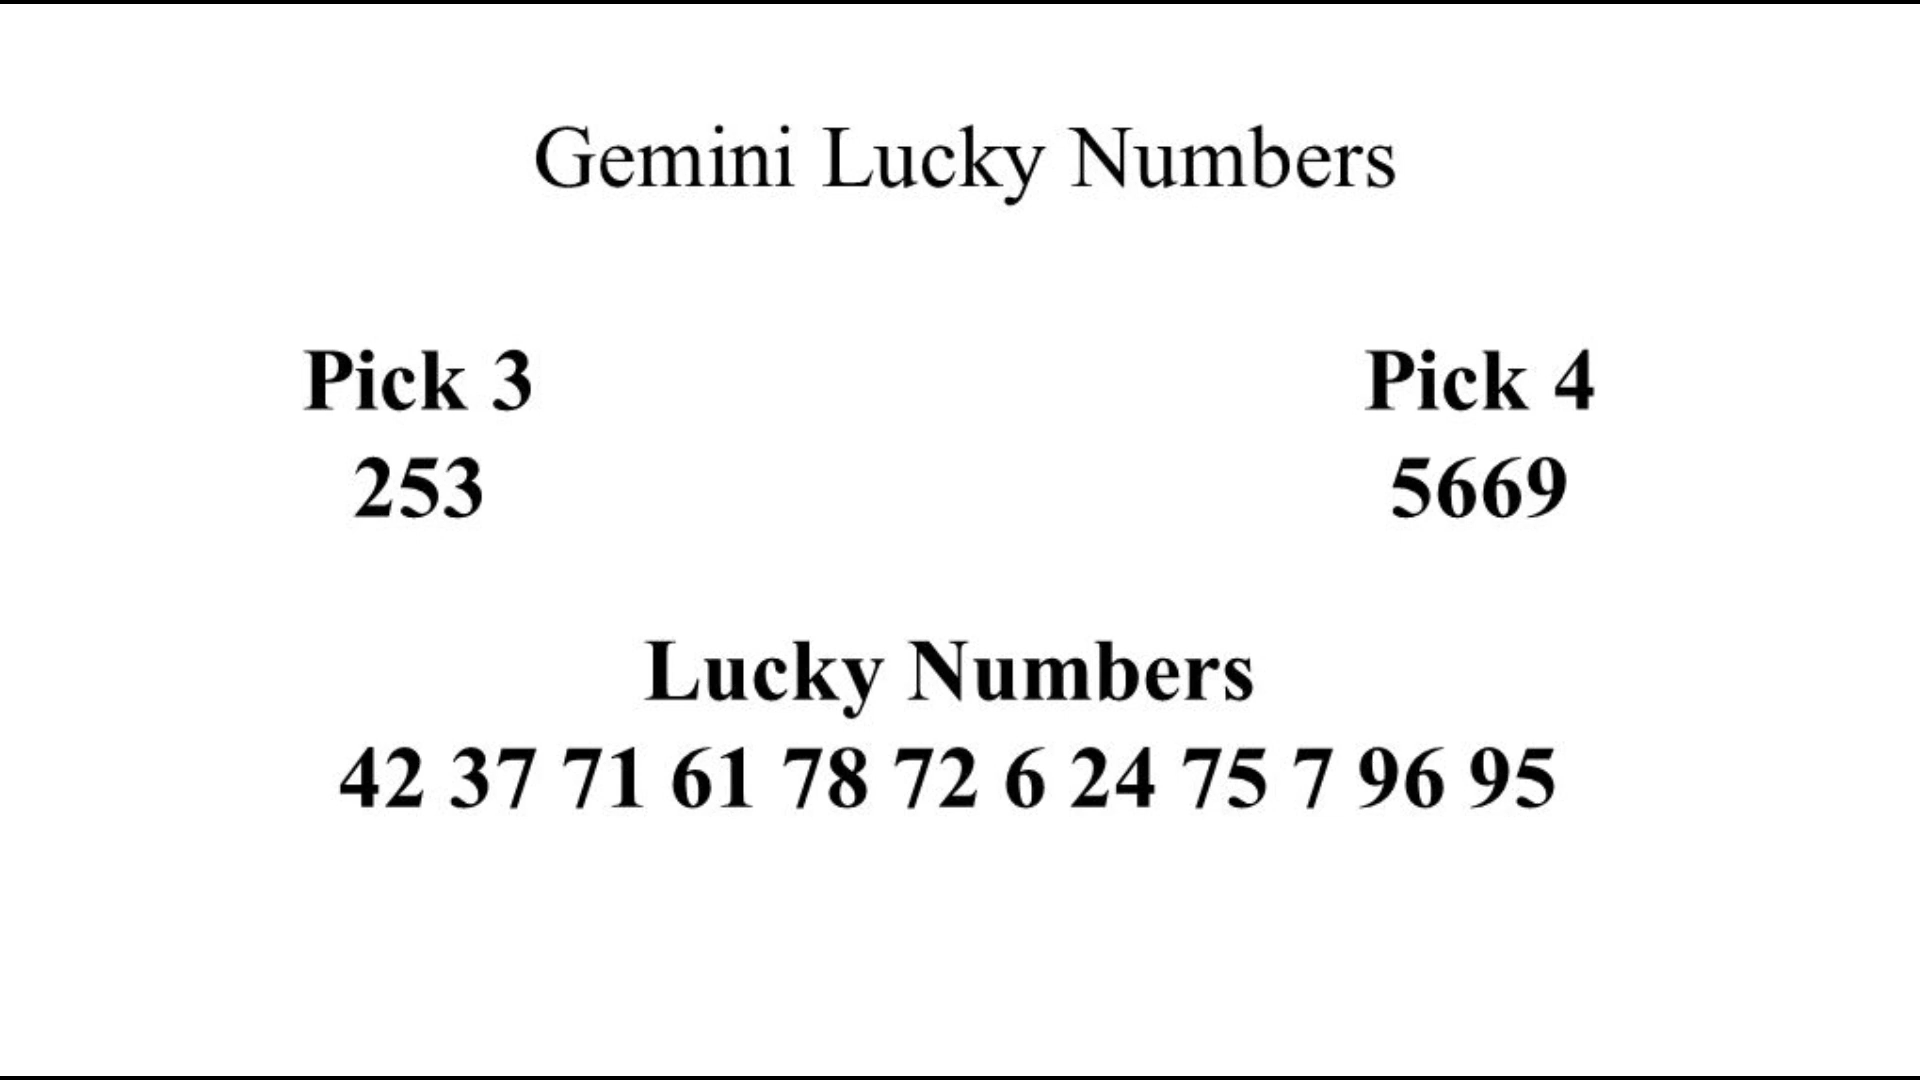 Gemini Lucky Numbers
Pick 3
253
Pick 4
5669
Lucky Numbers
42 37 71 61 78 72 6 24 75 7 96 95